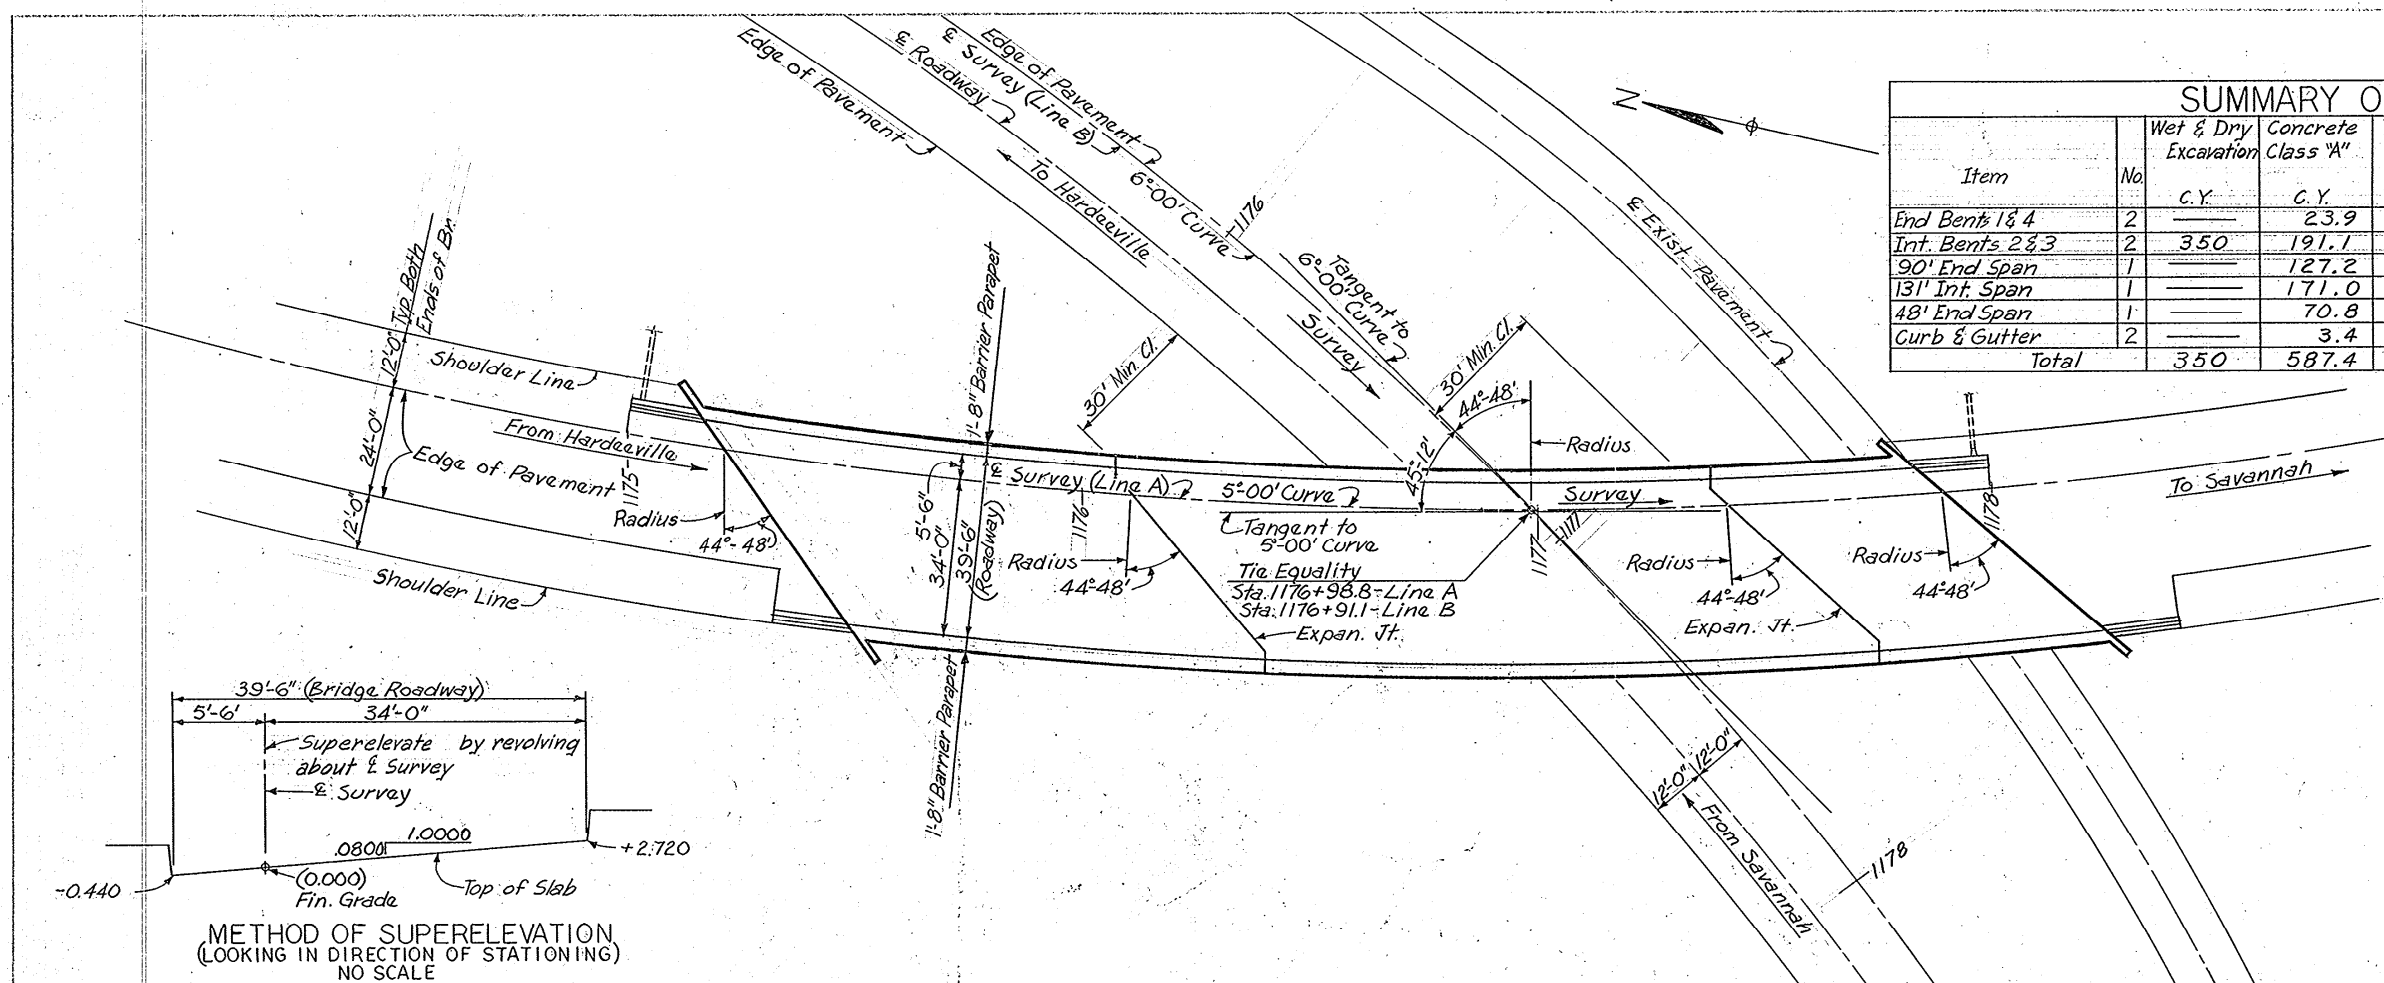 Edge of Pavement
℄ Roadway
℄ Survey (Line B)
Edge of Pavement
To Hardeeville
6°-00' Curve
1176
Tangent to
6°-00' Curve
Survey
℄ Exist. Pavement
N
SUMMARY O
Item
No.
Wet & Dry
Excavation
C.Y.
Concrete
Class "A"
C.Y.
End Bents 1&4 2 — 23.9
Int. Bents 2&3 2 350 191.1
90' End Span 1 — 127.2
131' Int. Span 1 — 171.0
48' End Span 1 — 70.8
Curb & Gutter 2 — 3.4
Total 350 587.4
12'-0" Typ. Both
Ends of Br.
24'-0"
12'-0"
Shoulder Line
From Hardeeville
Edge of Pavement
1175
Radius
44°-48'
Shoulder Line
1'-8" Barrier Parapet
30' Min. Cl.
5'-6"
34'-0"
39'-6"
(Roadway)
℄ Survey (Line A)
1176
Radius
44°-48'
1'-8" Barrier Parapet
5°-00' Curve
Tangent to
5°-00' Curve
Tie Equality
Sta. 1176+98.8-Line A
Sta. 1176+91.1-Line B
Expan. Jt.
30' Min. Cl.
44°-48'
45°-12'
Radius
Survey
1177
1177
Radius
44°-48'
Expan. Jt.
Radius
44°-48'
1178
To Savannah
12'-0"
12'-0"
From Savannah
1178
39'-6" (Bridge Roadway)
5'-6'
34'-0"
Superelevate by revolving
about ℄ Survey
℄ Survey
1.0000
.0800
+2.720
-0.440
(0.000)
Fin. Grade
Top of Slab
METHOD OF SUPERELEVATION
(LOOKING IN DIRECTION OF STATIONING)
NO SCALE